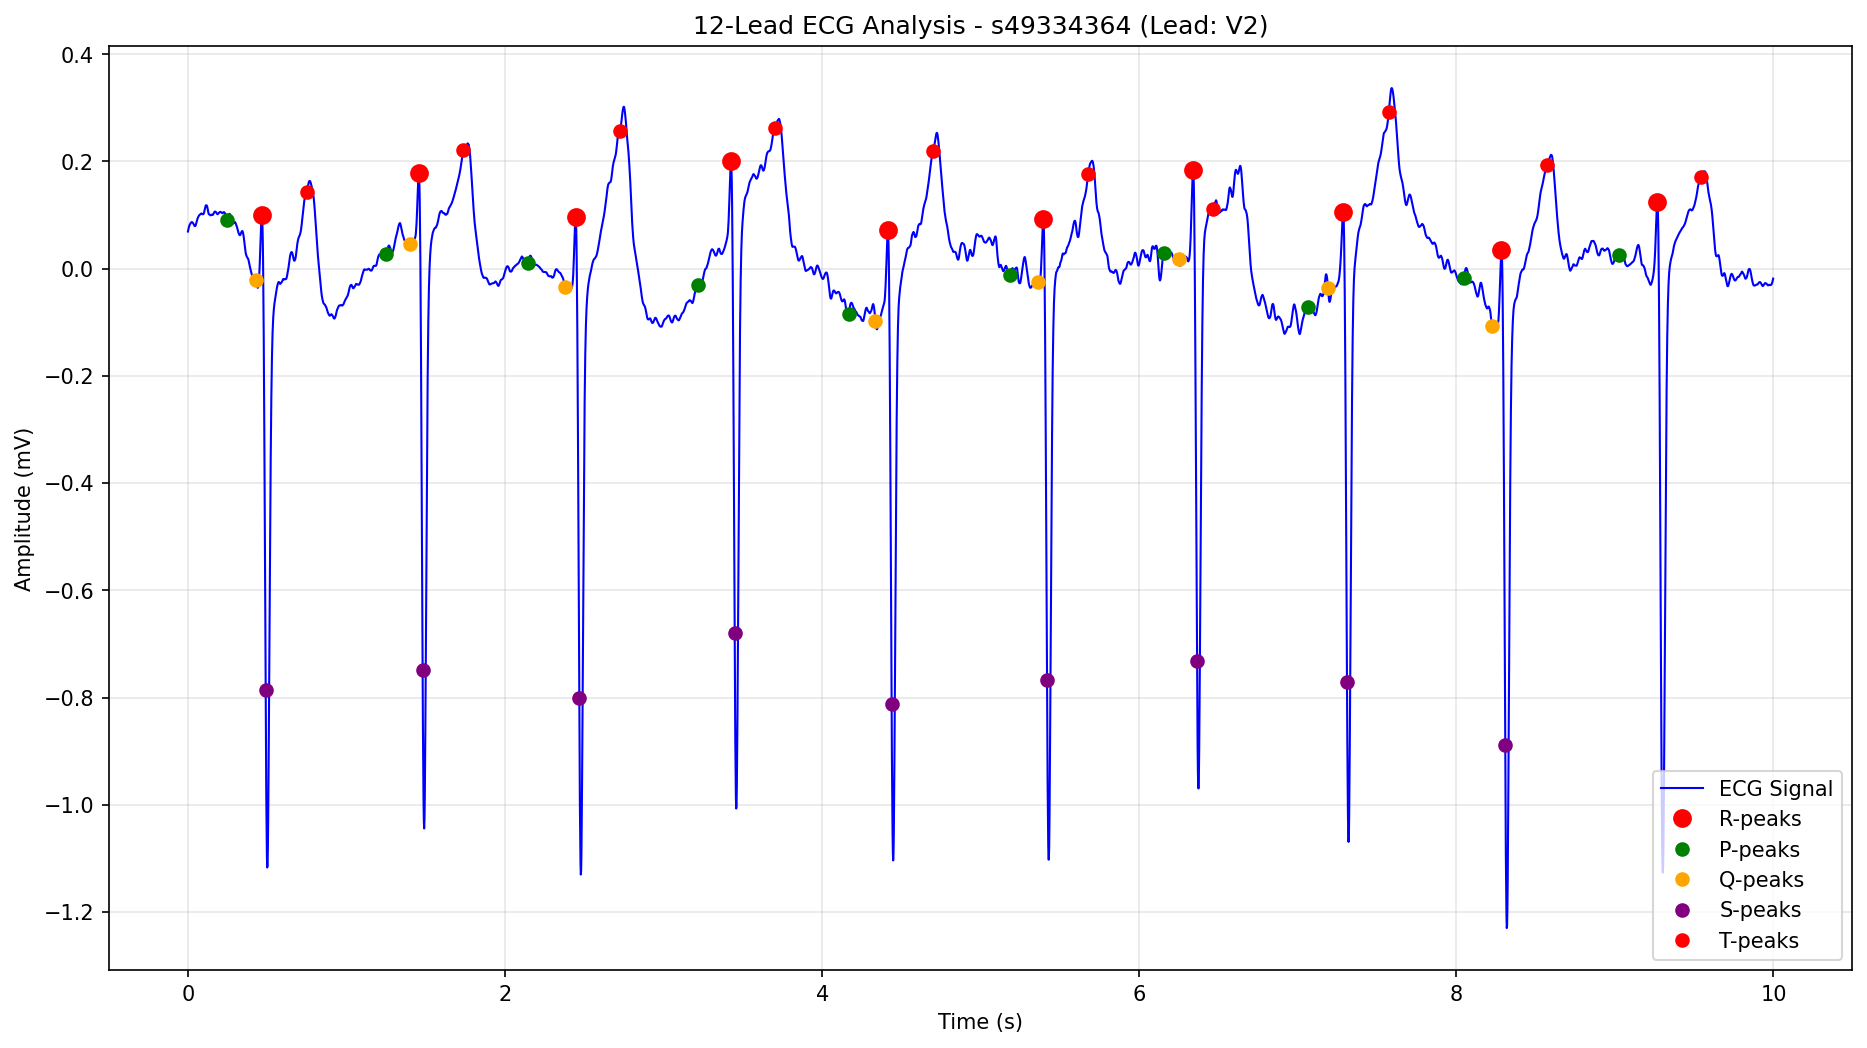 12-Lead ECG Analysis - s49334364 (Lead: V2)
0.4
0.2
0.0
−0.2
−0.4
−0.6
−0.8
−1.0
−1.2
Amplitude (mV)
0 2 4 6 8 10
Time (s)
ECG Signal
R-peaks
P-peaks
Q-peaks
S-peaks
T-peaks